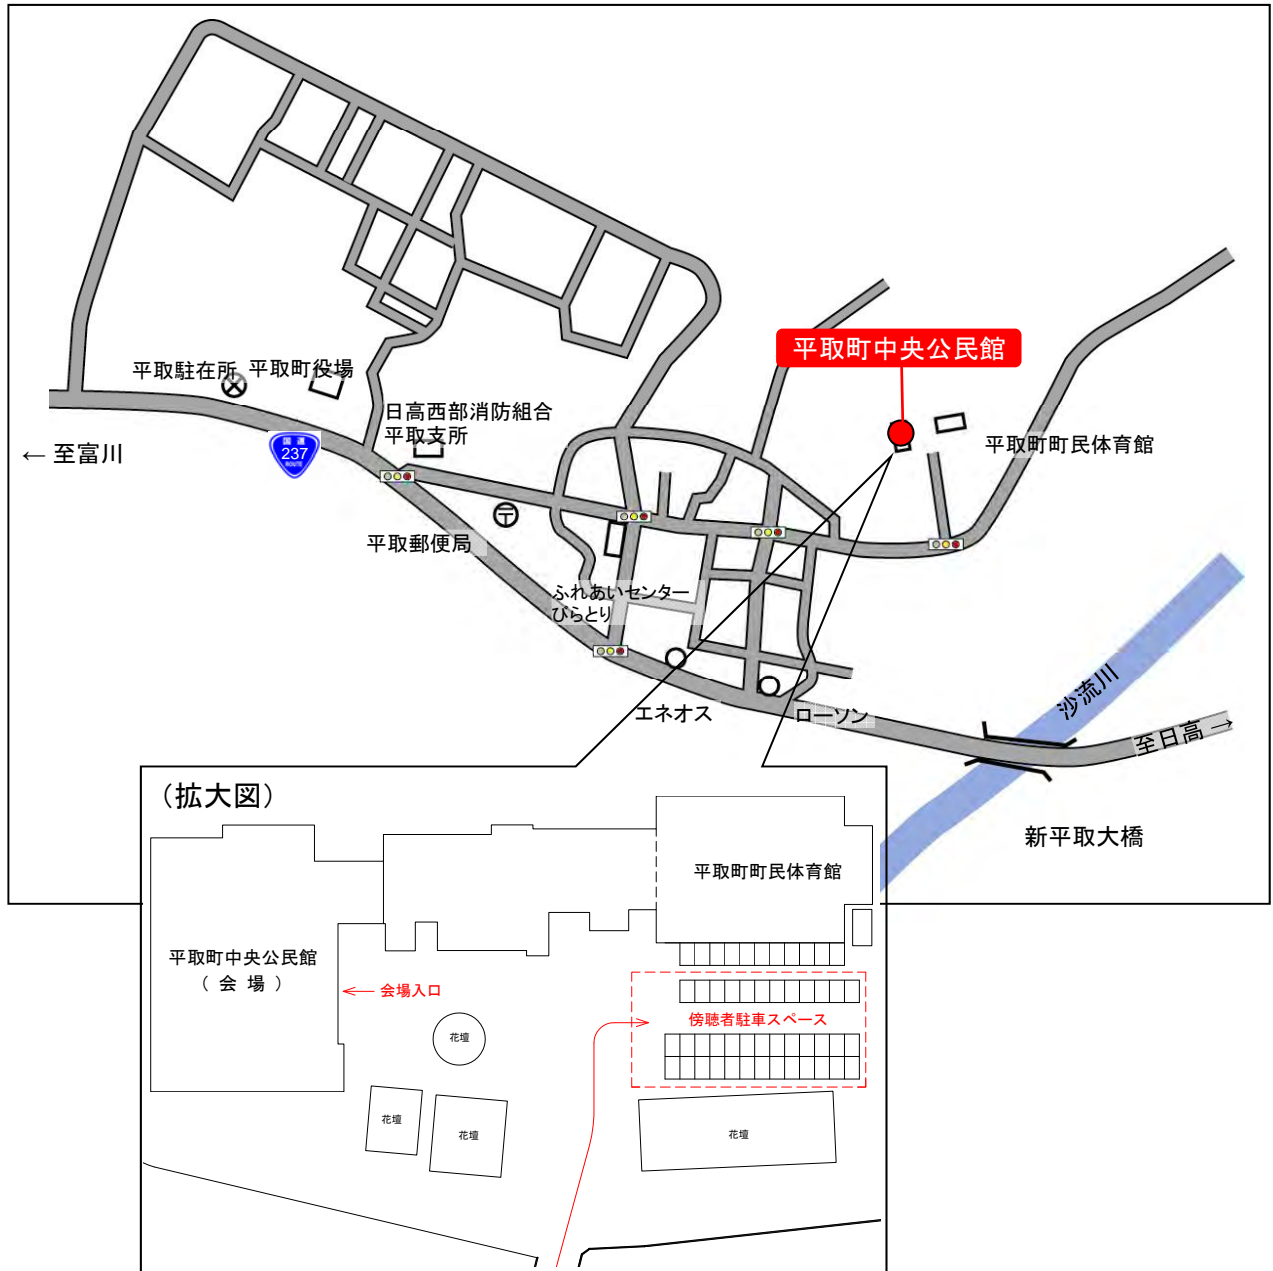 平取町中央公民館
平取駐在所
平取町役場
日高西部消防組合
平取支所
平取町町民体育館
← 至富川
国道
237
ROUTE
平取郵便局
ふれあいセンター
びらとり
沙流川
エネオス
ローソン
至日高 →
新平取大橋
（拡大図）
平取町町民体育館
平取町中央公民館
（ 会 場 ）
会場入口
傍聴者駐車スペース
花壇
花壇
花壇
花壇